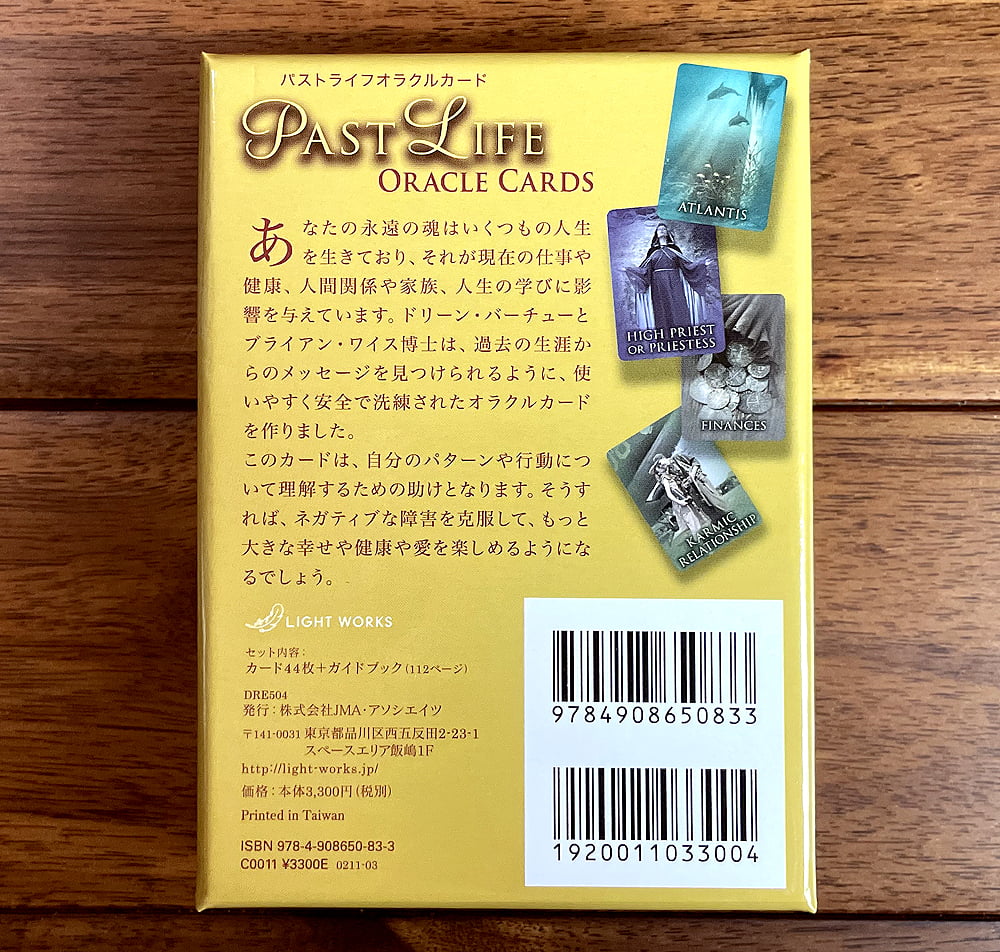 パストライフオラクルカード
PAST LIFE
ORACLE CARDS
あなたの永遠の魂はいくつもの人生
を生きており、それが現在の仕事や
健康、人間関係や家族、人生の学びに影
響を与えています。ドリーン・バーチューと
ブライアン・ワイス博士は、過去の生涯か
らのメッセージを見つけられるように、使
いやすく安全で洗練されたオラクルカード
を作りました。
このカードは、自分のパターンや行動につ
いて理解するための助けとなります。そうす
れば、ネガティブな障害を克服して、もっと
大きな幸せや健康や愛を楽しめるようにな
るでしょう。
ATLANTIS
HIGH PRIEST
OR PRIESTESS
FINANCES
KARMIC
RELATIONSHIP
LIGHT WORKS
セット内容：
カード44枚＋ガイドブック（112ページ）
DRE504
発行：株式会社JMA・アソシエイツ
〒141-0031 東京都品川区西五反田2-23-1
スペースエリア飯嶋1F
http://light-works.jp/
価格：本体3,300円（税別）
Printed in Taiwan
ISBN 978-4-908650-83-3
C0011 ¥3300E 0211-03
9784908650833
1920011033004